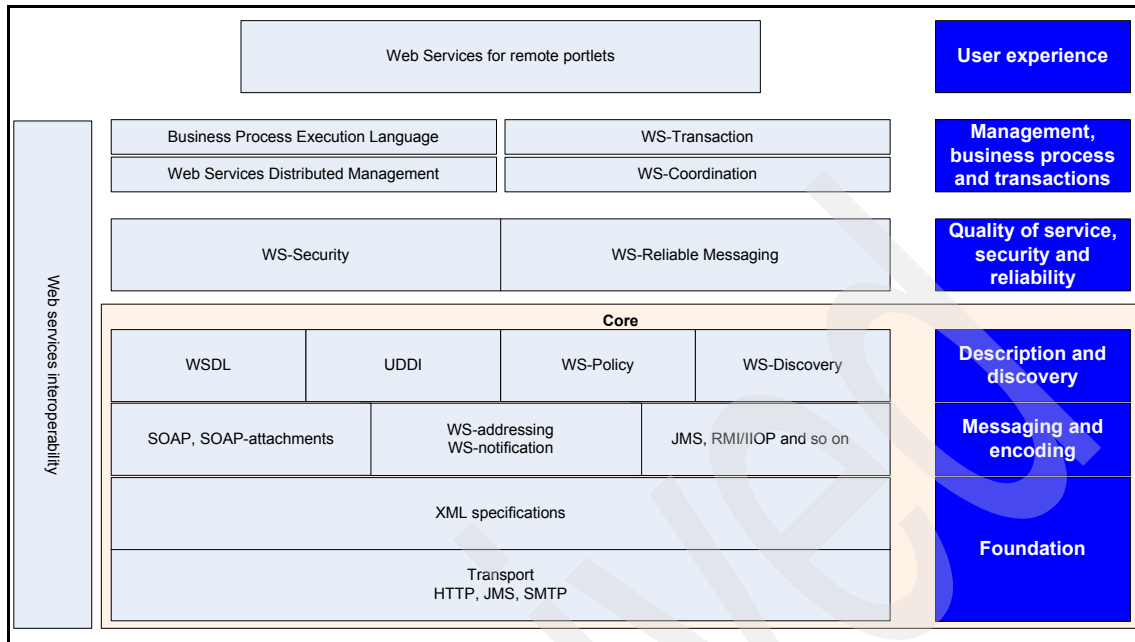 Web Services for remote portlets
User experience
Web services interoperability
Business Process Execution Language
WS-Transaction
Web Services Distributed Management
WS-Coordination
Management,
business process
and transactions
WS-Security
WS-Reliable Messaging
Quality of service,
security and
reliability
Core
WSDL
UDDI
WS-Policy
WS-Discovery
Description and
discovery
SOAP, SOAP-attachments
WS-addressing
WS-notification
JMS, RMI/IIOP and so on
Messaging and
encoding
XML specifications
Transport
HTTP, JMS, SMTP
Foundation